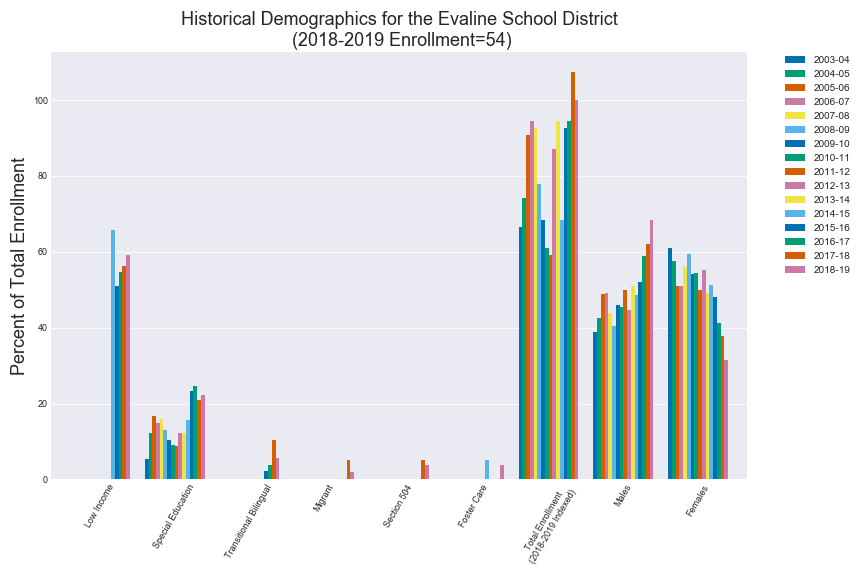 Historical Demographics for the Evaline School District
(2018-2019 Enrollment=54)
Percent of Total Enrollment
100
80
60
40
20
0
Low Income
Special Education
Transitional Bilingual
Migrant
Section 504
Foster Care
Total Enrollment
(2018-2019 Indexed)
Males
Females
2003-04
2004-05
2005-06
2006-07
2007-08
2008-09
2009-10
2010-11
2011-12
2012-13
2013-14
2014-15
2015-16
2016-17
2017-18
2018-19